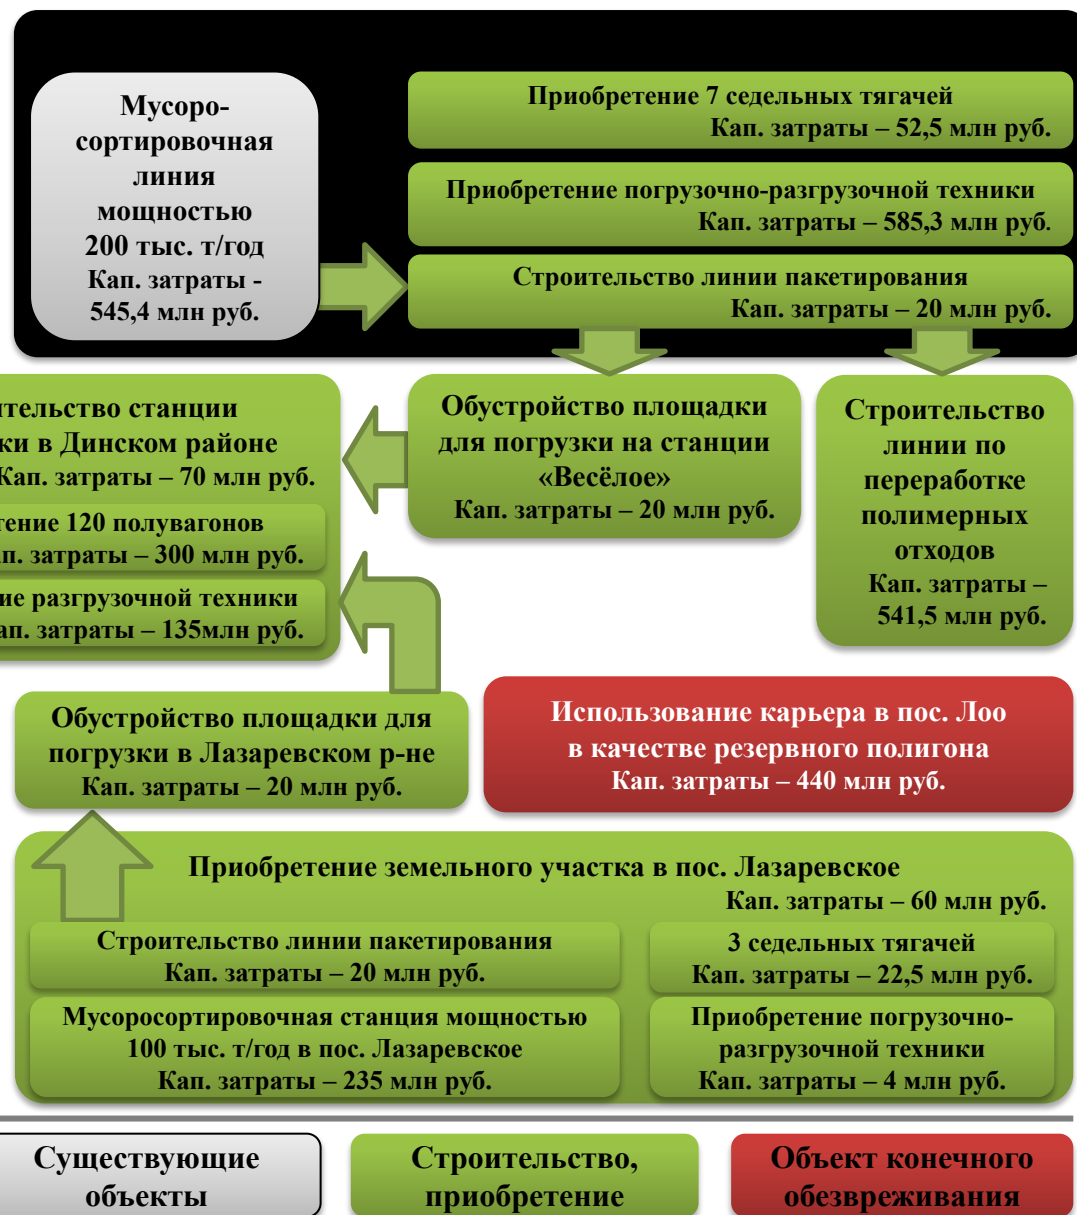 Мусоро-
сортировочная
линия
мощностью
200 тыс. т/год
Кап. затраты -
545,4 млн руб.
Приобретение 7 седельных тягачей
Кап. затраты – 52,5 млн руб.
Приобретение погрузочно-разгрузочной техники
Кап. затраты – 585,3 млн руб.
Строительство линии пакетирования
Кап. затраты – 20 млн руб.
ительство станции
ки в Динском районе
Кап. затраты – 70 млн руб.
тение 120 полувагонов
ап. затраты – 300 млн руб.
ие разгрузочной техники
ап. затраты – 135млн руб.
Обустройство площадки
для погрузки на станции
«Весёлое»
Кап. затраты – 20 млн руб.
Строительство
линии по
переработке
полимерных
отходов
Кап. затраты –
541,5 млн руб.
Обустройство площадки для
погрузки в Лазаревском р-не
Кап. затраты – 20 млн руб.
Использование карьера в пос. Лоо
в качестве резервного полигона
Кап. затраты – 440 млн руб.
Приобретение земельного участка в пос. Лазаревское
Кап. затраты – 60 млн руб.
Строительство линии пакетирования
Кап. затраты – 20 млн руб.
3 седельных тягачей
Кап. затраты – 22,5 млн руб.
Мусоросортировочная станция мощностью
100 тыс. т/год в пос. Лазаревское
Кап. затраты – 235 млн руб.
Приобретение погрузочно-
разгрузочной техники
Кап. затраты – 4 млн руб.
Существующие
объекты
Строительство,
приобретение
Объект конечного
обезвреживания